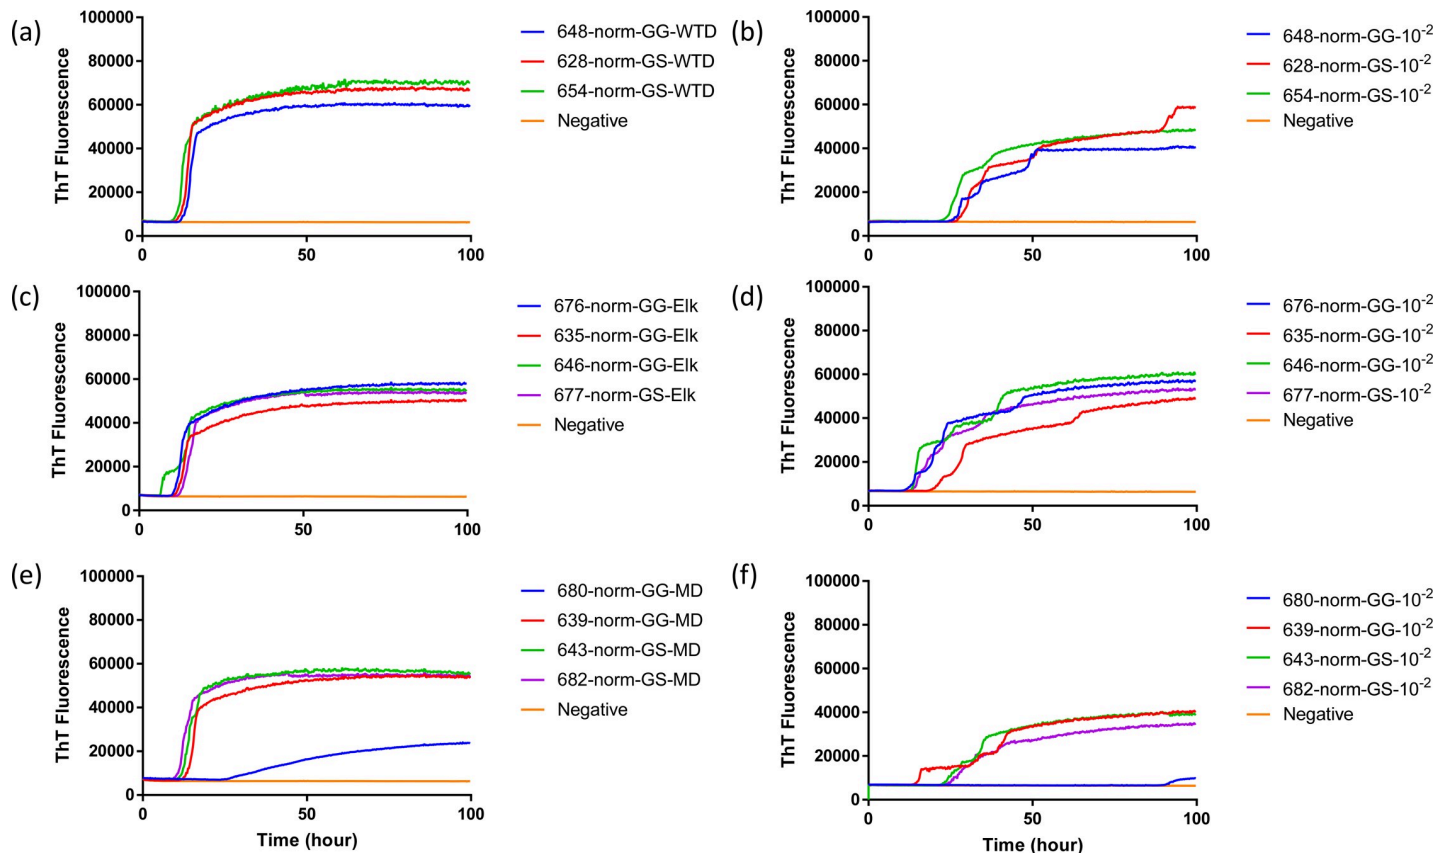 (a)
100000
80000
60000
40000
20000
0
ThT Fluorescence
0 50 100
648-norm-GG-WTD
628-norm-GS-WTD
654-norm-GS-WTD
Negative
(b)
100000
80000
60000
40000
20000
0
ThT Fluorescence
0 50 100
648-norm-GG-10⁻²
628-norm-GS-10⁻²
654-norm-GS-10⁻²
Negative
(c)
100000
80000
60000
40000
20000
0
ThT Fluorescence
0 50 100
676-norm-GG-Elk
635-norm-GG-Elk
646-norm-GG-Elk
677-norm-GS-Elk
Negative
(d)
100000
80000
60000
40000
20000
0
ThT Fluorescence
0 50 100
676-norm-GG-10⁻²
635-norm-GG-10⁻²
646-norm-GG-10⁻²
677-norm-GS-10⁻²
Negative
(e)
100000
80000
60000
40000
20000
0
ThT Fluorescence
0 50 100
Time (hour)
680-norm-GG-MD
639-norm-GG-MD
643-norm-GS-MD
682-norm-GS-MD
Negative
(f)
100000
80000
60000
40000
20000
0
ThT Fluorescence
0 50 100
Time (hour)
680-norm-GG-10⁻²
639-norm-GG-10⁻²
643-norm-GS-10⁻²
682-norm-GS-10⁻²
Negative